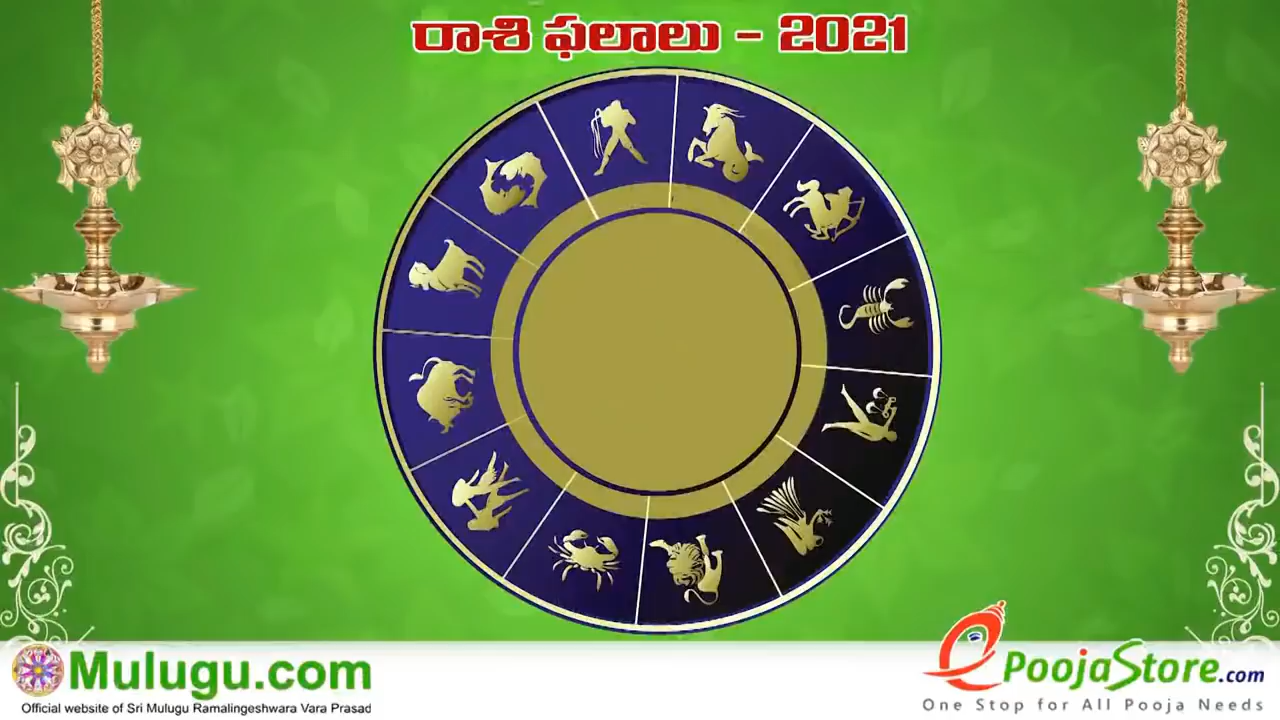 రాశి ఫలాలు - 2021
Mulugu.com
Official website of Sri Mulugu Ramalingeshwara Vara Prasad
ePoojaStore.com
One Stop for All Pooja Needs